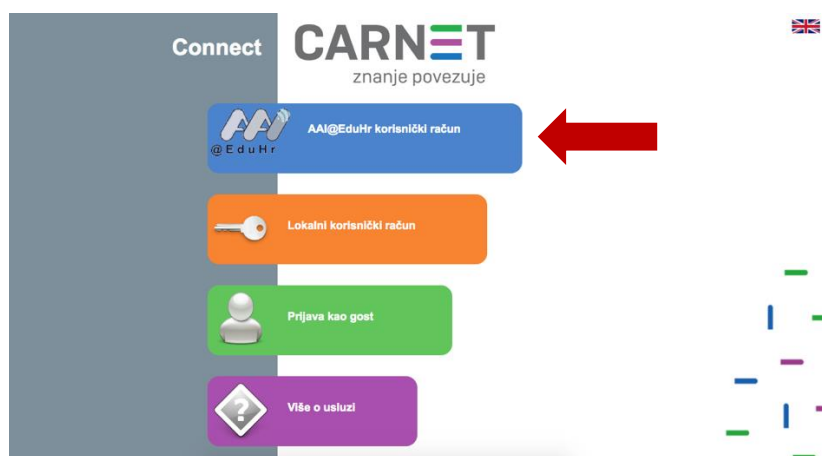 Connect
CARNET
znanje povezuje
AAI
@EduHr
AAI@EduHr korisnički račun
Lokalni korisnički račun
Prijava kao gost
?
Više o usluzi